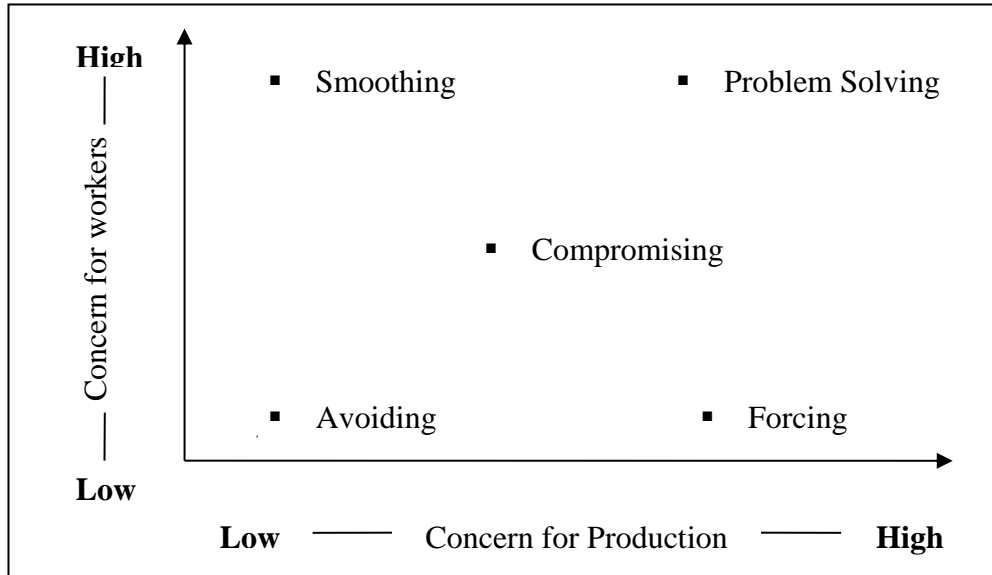 High
Smoothing
Problem Solving
Concern for workers
Compromising
Avoiding
Forcing
Low
Low
Concern for Production
High